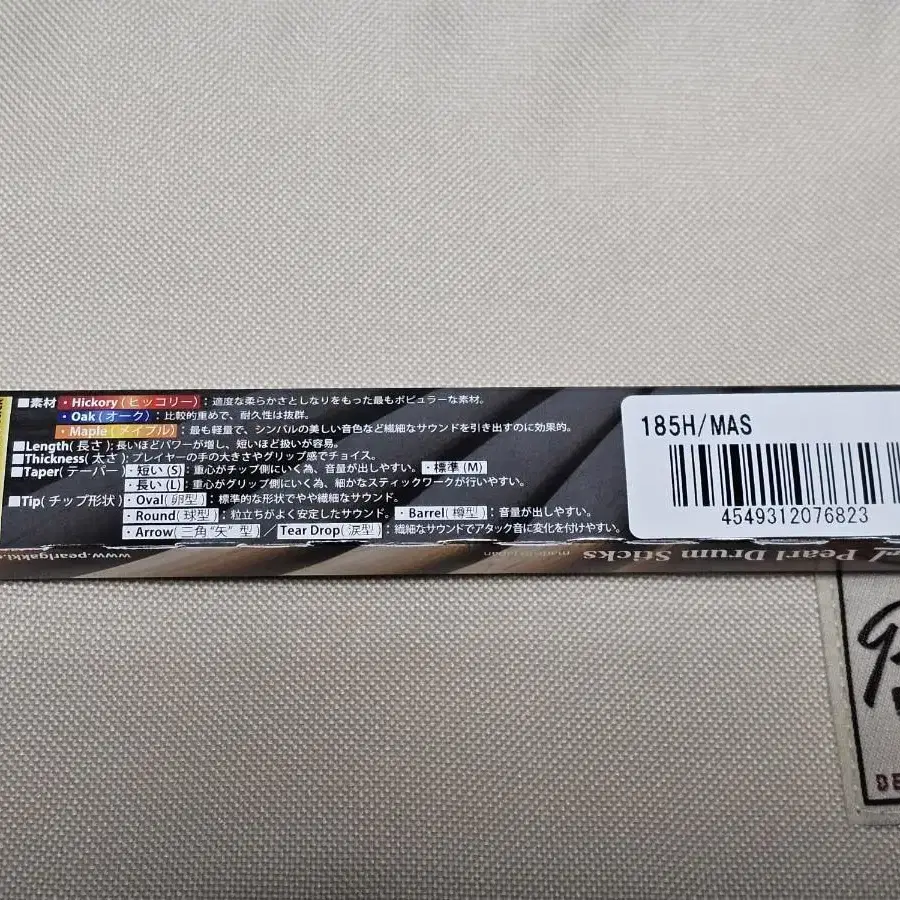 ■素材・Hickory(ヒッコリー): 適度な柔らかさとしなりをもった最もポピュラーな素材。
・Oak(オーク): 比較的重めで、耐久性は抜群。
・Maple(メイプル): 最も軽量で、シンバルの美しい音色など繊細なサウンドを引き出すのに効果的。
■Length(長さ): 長いほどパワーが増し、短いほど扱いが容易。
■Thickness(太さ): プレイヤーの手の大きさやグリップ感でチョイス。
■Taper(テーパー)・短い(S): 重心がチップ側にいく為、音量が出しやすい。・標準(M)
・長い(L): 重心がグリップ側にいく為、細かなスティックワークが行いやすい。
■Tip(チップ形状)・Oval(卵型): 標準的な形状でやや繊細なサウンド。
・Round(球型): 粒立ちがよく安定したサウンド。・Barrel(樽型): 音量が出しやすい。
・Arrow(三角"矢"型)/Tear Drop(涙型): 繊細なサウンドでアタック音に変化を付けやすい。
185H/MAS
4549312076823
Pearl Drum Sticks
made in Japan
www.pearlgakki.